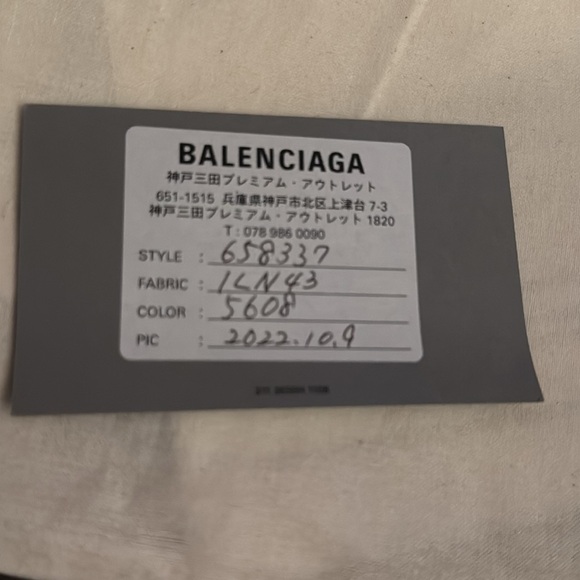 BALENCIAGA
神戸三田プレミアム・アウトレット
651-1515 兵庫県神戸市北区上津台 7-3
神戸三田プレミアム・アウトレット 1820
T : 078 986 0090
STYLE : 658337
FABRIC : 1LN43
COLOR : 5608
PIC : 2022.10.9